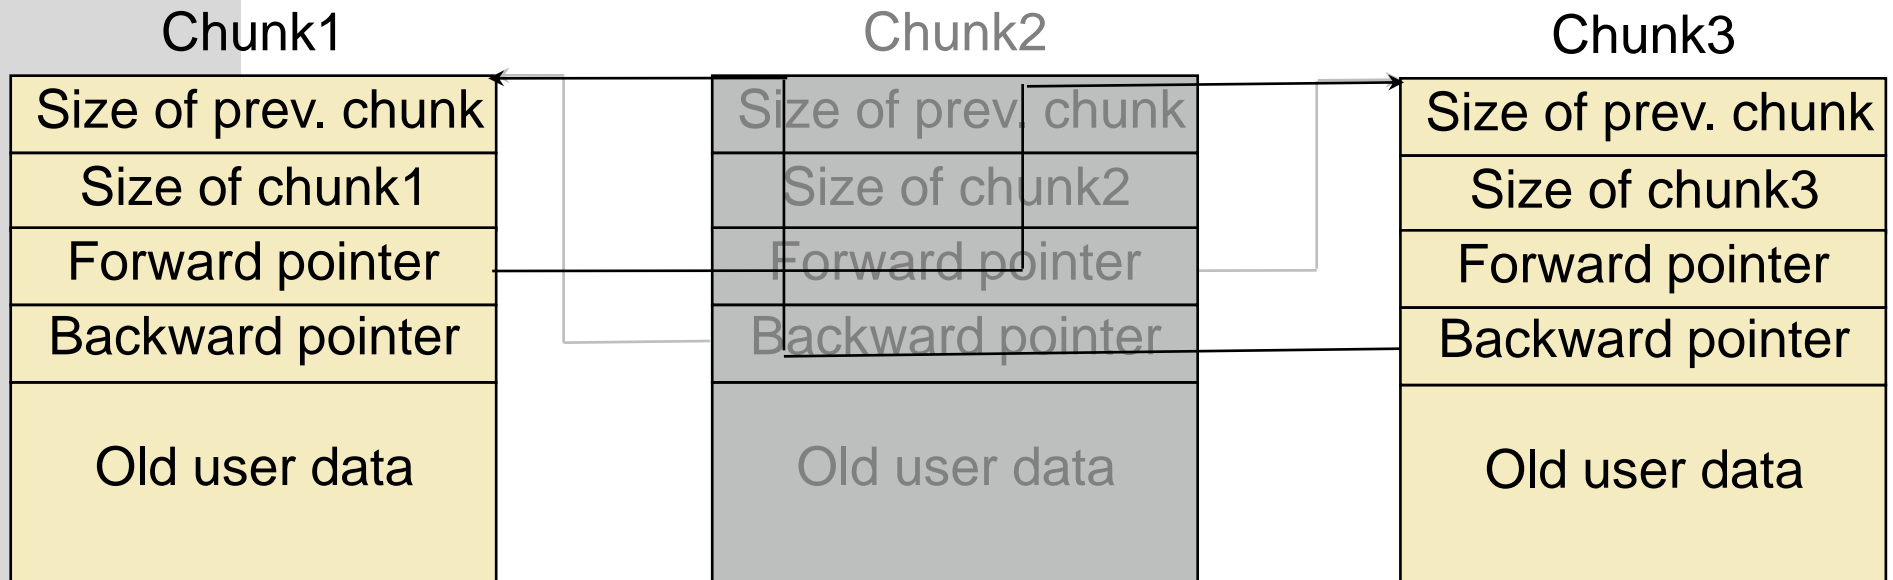 Chunk1
Size of prev. chunk
Size of chunk1
Forward pointer
Backward pointer
Old user data
Chunk2
Size of prev. chunk
Size of chunk2
Forward pointer
Backward pointer
Old user data
Chunk3
Size of prev. chunk
Size of chunk3
Forward pointer
Backward pointer
Old user data